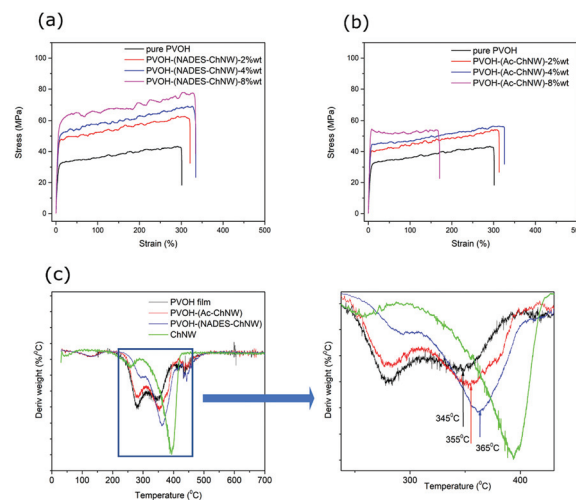 (a)
pure PVOH
PVOH-(NADES-ChNW)-2%wt
PVOH-(NADES-ChNW)-4%wt
PVOH-(NADES-ChNW)-8%wt
Stress (MPa)
100
80
60
40
20
0
0 100 200 300 400 500
Strain (%)
(b)
pure PVOH
PVOH-(Ac-ChNW)-2%wt
PVOH-(Ac-ChNW)-4%wt
PVOH-(Ac-ChNW)-8%wt
Stress (MPa)
100
80
60
40
20
0
0 100 200 300 400 500
Strain (%)
(c)
PVOH film
PVOH-(Ac-ChNW)
PVOH-(NADES-ChNW)
ChNW
Deriv weight (%/°C)
0 100 200 300 400 500 600 700
Temperature (°C)
Deriv weight (%/°C)
345°C
355°C
365°C
300 400
Temperature (°C)